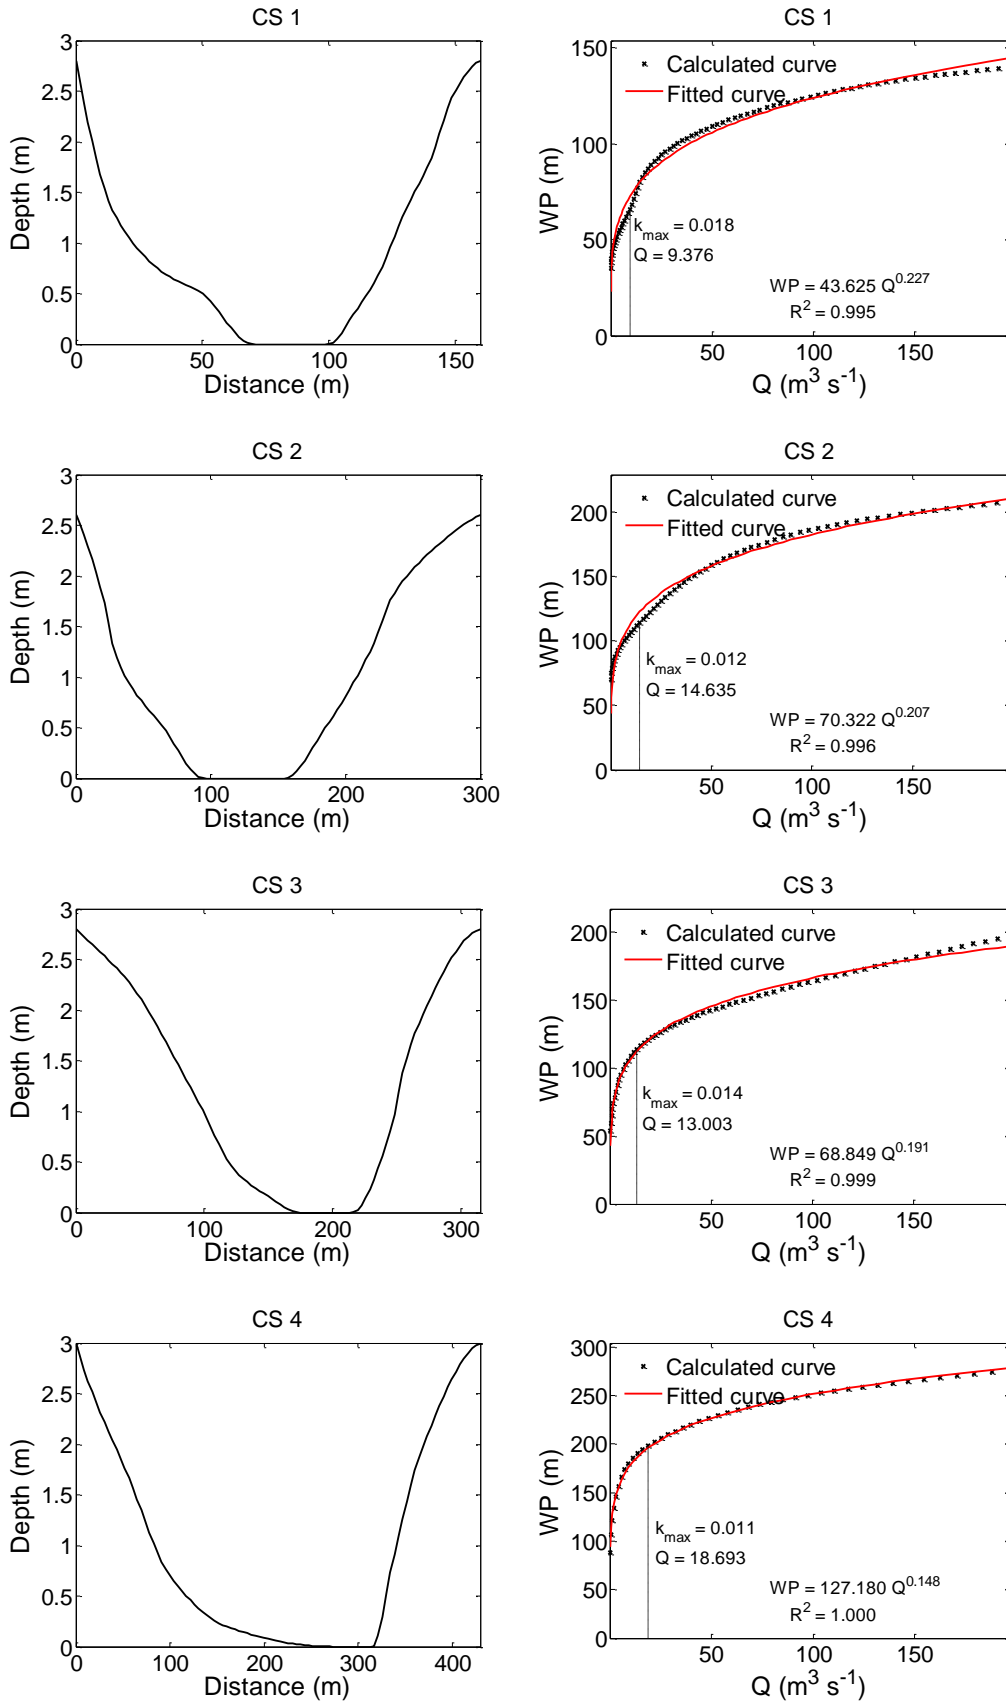 CS 1
3
2.5
2
1.5
1
0.5
0
0 50 100 150
Depth (m)
Distance (m)
CS 1
150
100
50
0
50 100 150
WP (m)
Q (m³ s⁻¹)
Calculated curve
Fitted curve
k_max = 0.018
Q = 9.376
WP = 43.625 Q^0.227
R² = 0.995
CS 2
3
2.5
2
1.5
1
0.5
0
0 100 200 300
Depth (m)
Distance (m)
CS 2
200
150
100
50
0
50 100 150
WP (m)
Q (m³ s⁻¹)
Calculated curve
Fitted curve
k_max = 0.012
Q = 14.635
WP = 70.322 Q^0.207
R² = 0.996
CS 3
3
2.5
2
1.5
1
0.5
0
0 100 200 300
Depth (m)
Distance (m)
CS 3
200
150
100
50
0
50 100 150
WP (m)
Q (m³ s⁻¹)
Calculated curve
Fitted curve
k_max = 0.014
Q = 13.003
WP = 68.849 Q^0.191
R² = 0.999
CS 4
3
2.5
2
1.5
1
0.5
0
0 100 200 300 400
Depth (m)
Distance (m)
CS 4
300
250
200
150
100
50
0
50 100 150
WP (m)
Q (m³ s⁻¹)
Calculated curve
Fitted curve
k_max = 0.011
Q = 18.693
WP = 127.180 Q^0.148
R² = 1.000